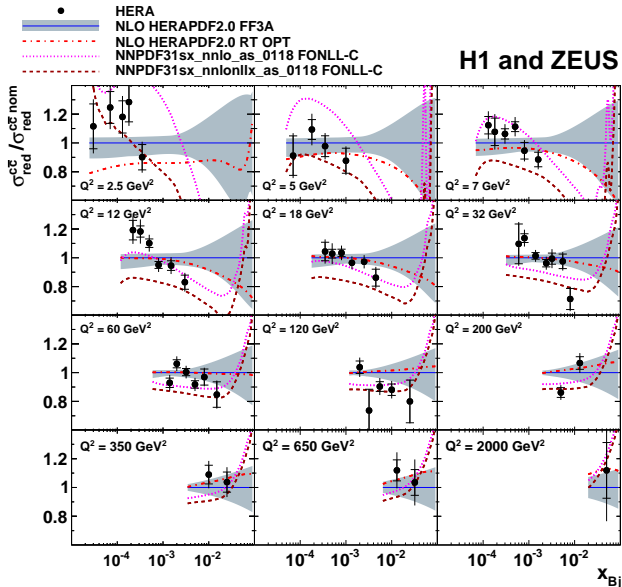 HERA
NLO HERAPDF2.0 FF3A
NLO HERAPDF2.0 RT OPT
NNPDF31sx_nnlo_as_0118 FONLL-C
NNPDF31sx_nnlonllx_as_0118 FONLL-C
H1 and ZEUS
σ_red^cc̅ / σ_red^cc̅ nom
1.2
1
0.8
Q² = 2.5 GeV²
Q² = 5 GeV²
Q² = 7 GeV²
1.2
1
0.8
Q² = 12 GeV²
Q² = 18 GeV²
Q² = 32 GeV²
1.2
1
0.8
Q² = 60 GeV²
Q² = 120 GeV²
Q² = 200 GeV²
1.2
1
0.8
Q² = 350 GeV²
Q² = 650 GeV²
Q² = 2000 GeV²
10⁻⁴ 10⁻³ 10⁻² 10⁻⁴ 10⁻³ 10⁻² 10⁻⁴ 10⁻³ 10⁻²
x_Bj